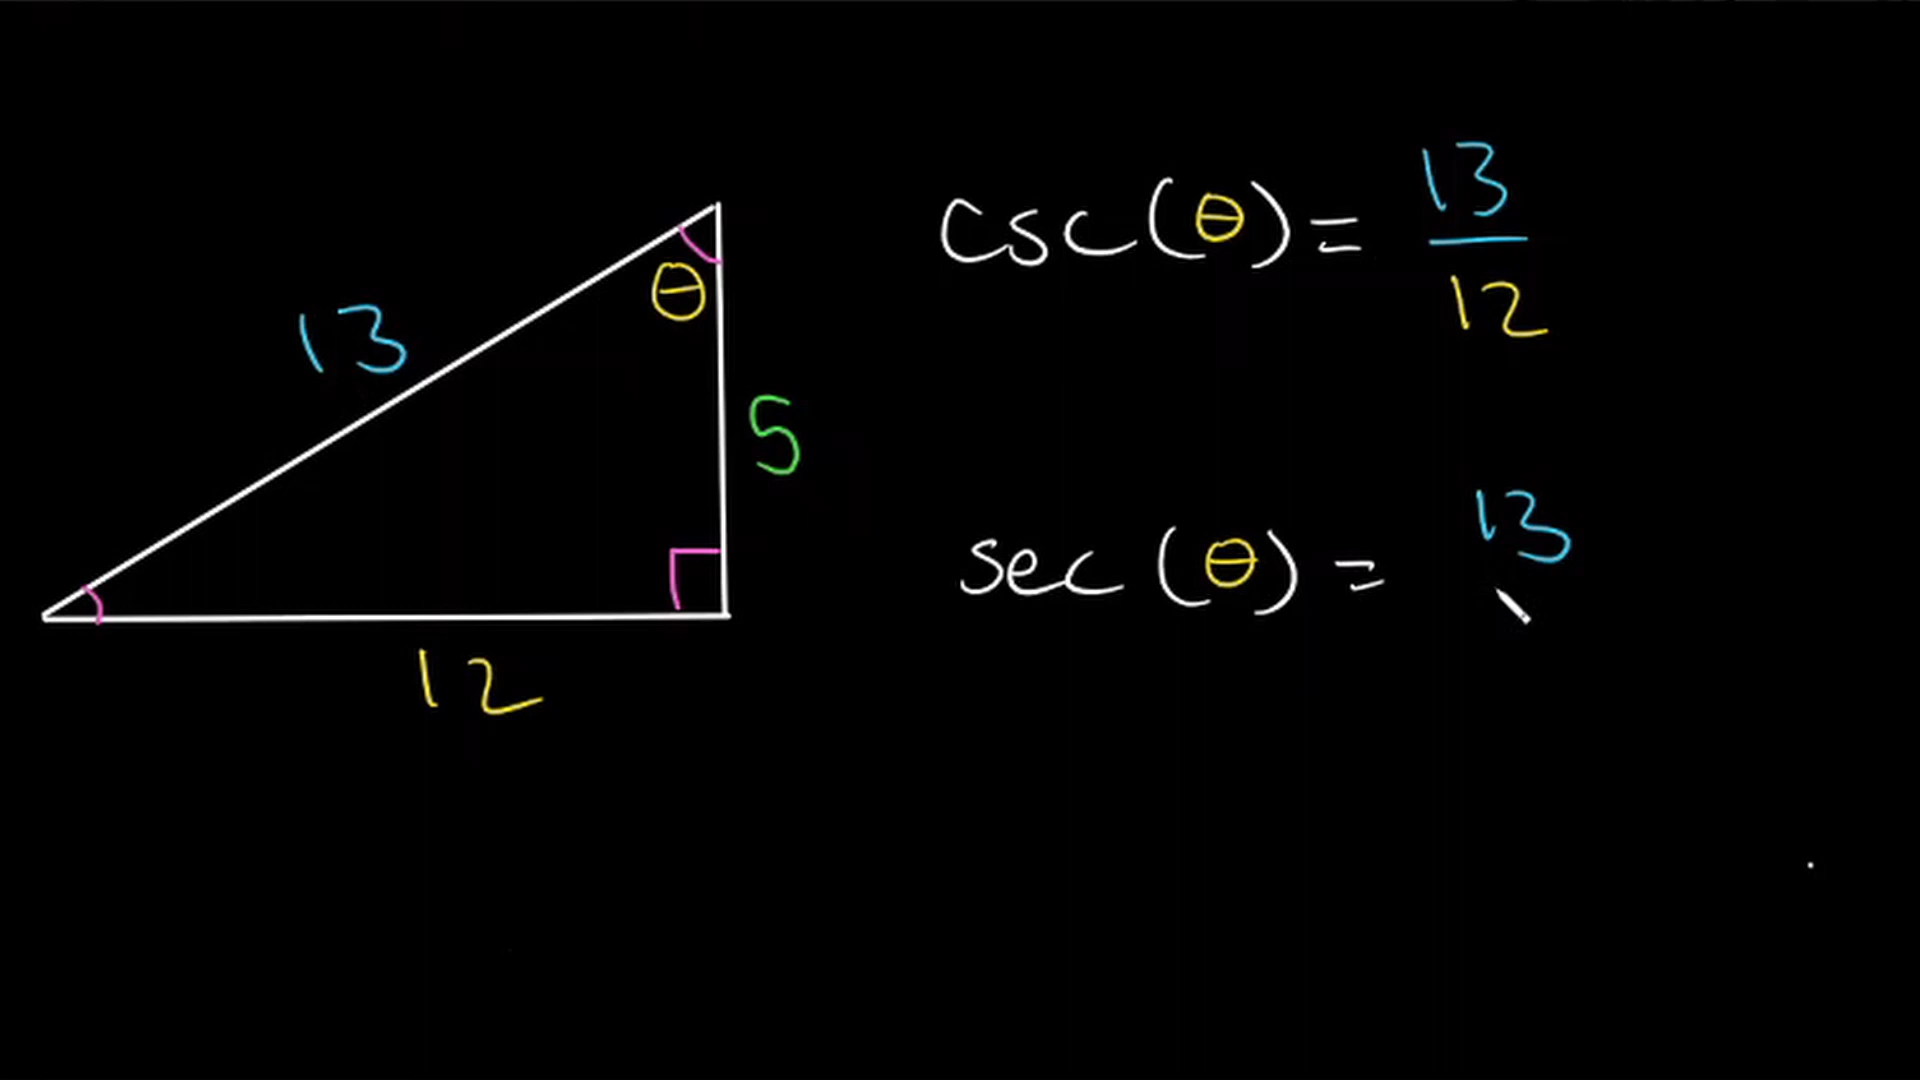 13
θ
5
12
csc(θ) = 13/12
sec(θ) = 13